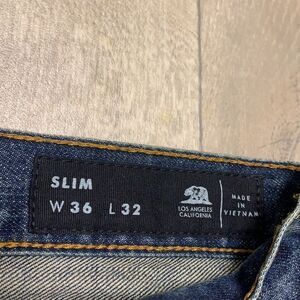 SLIM
W 36 L 32
LOS ANGELES
CALIFORNIA
MADE
IN
VIETNAM